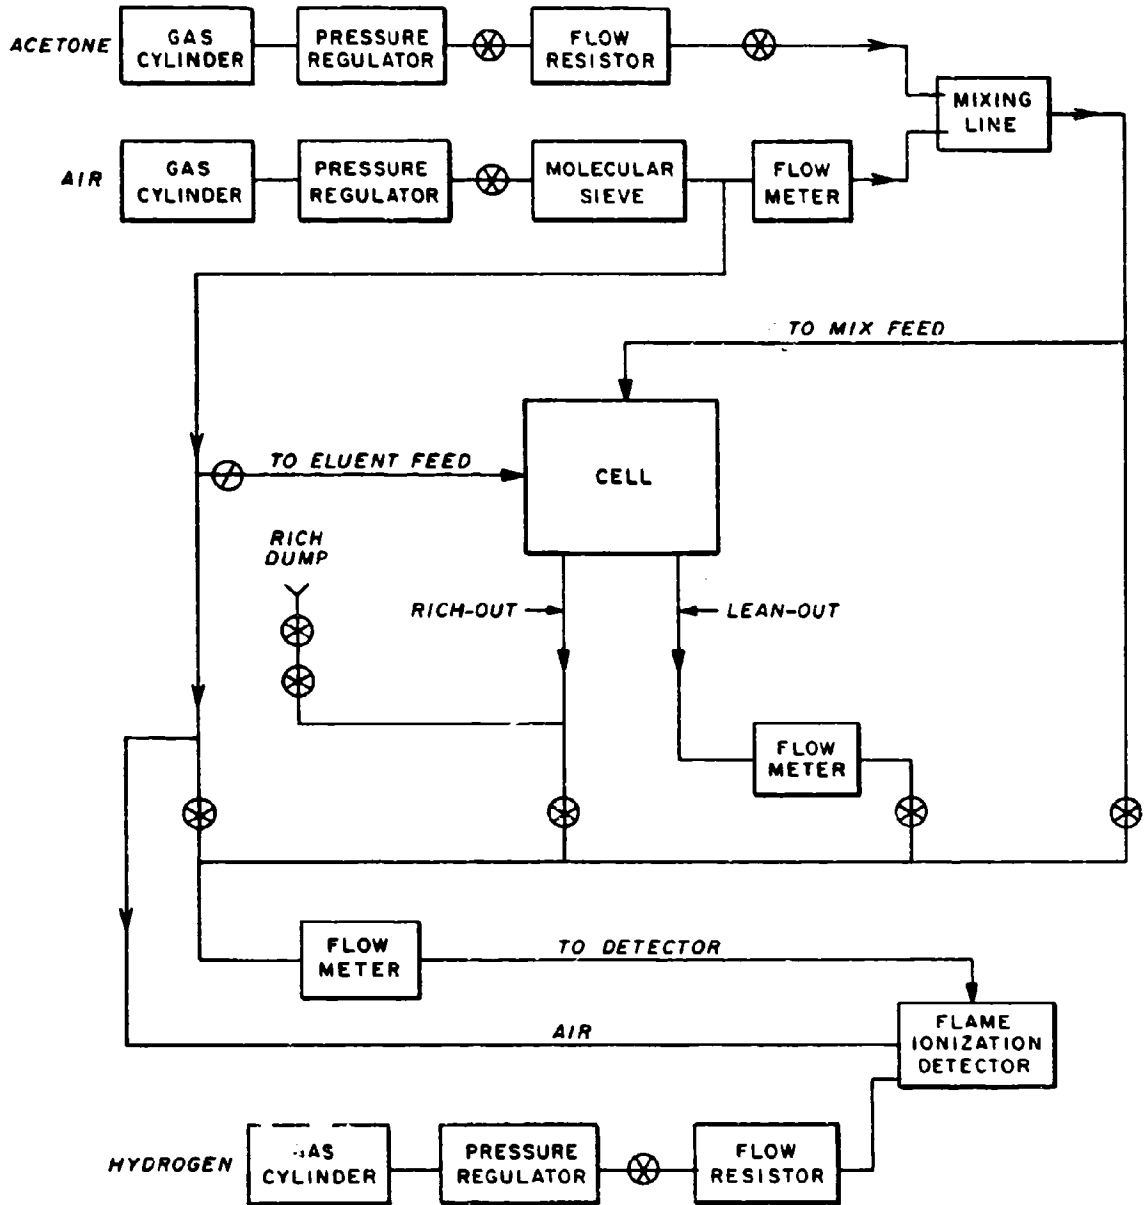 ACETONE
GAS
CYLINDER
PRESSURE
REGULATOR
FLOW
RESISTOR
MIXING
LINE
AIR
GAS
CYLINDER
PRESSURE
REGULATOR
MOLECULAR
SIEVE
FLOW
METER
TO MIX FEED
TO ELUENT FEED
CELL
RICH
DUMP
RICH-OUT
LEAN-OUT
FLOW
METER
FLOW
METER
TO DETECTOR
AIR
FLAME
IONIZATION
DETECTOR
HYDROGEN
GAS
CYLINDER
PRESSURE
REGULATOR
FLOW
RESISTOR